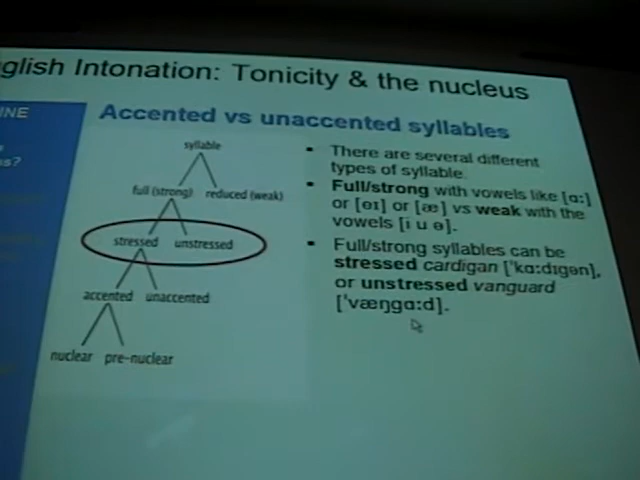 glish Intonation: Tonicity & the nucleus
INE
s?
Accented vs unaccented syllables
syllable
full (strong) reduced (weak)
stressed unstressed
accented unaccented
nuclear pre-nuclear
• There are several different
types of syllable.
• Full/strong with vowels like [ɑː]
or [eɪ] or [æ] vs weak with the
vowels [i u ə].
• Full/strong syllables can be
stressed cardigan [ˈkɑːdɪgən],
or unstressed vanguard
[ˈvæŋgɑːd].